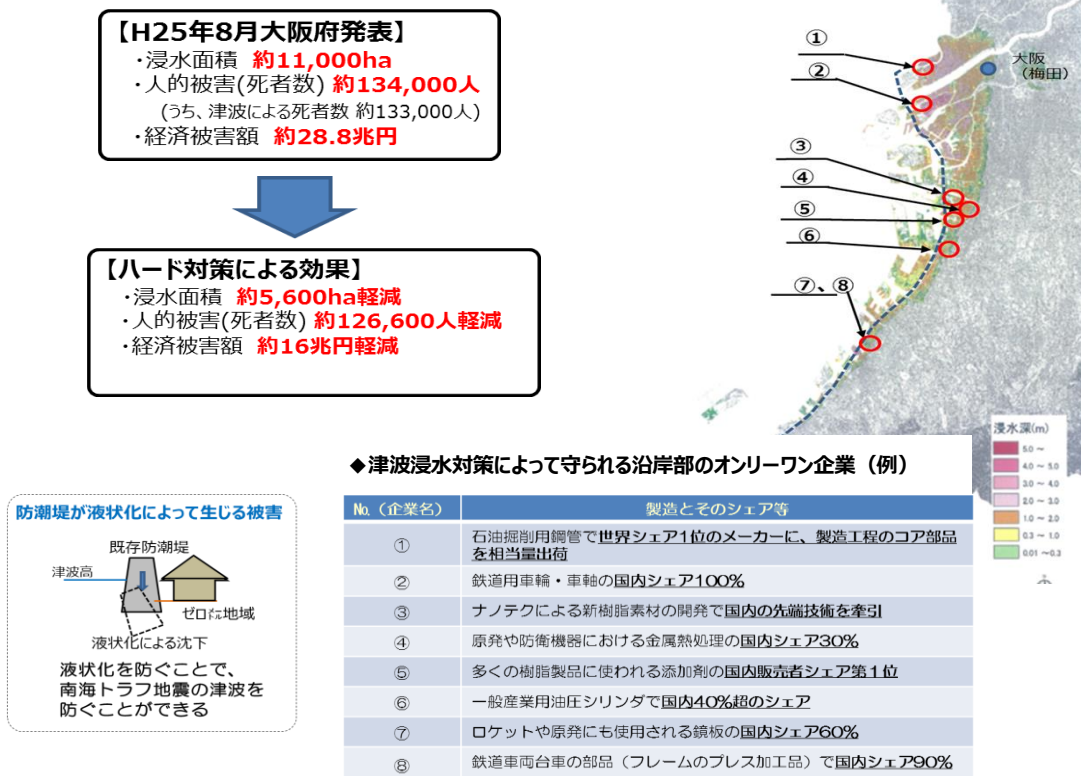 【H25年8月大阪府発表】
・浸水面積 約11,000ha
・人的被害(死者数) 約134,000人
(うち、津波による死者数 約133,000人)
・経済被害額 約28.8兆円
【ハード対策による効果】
・浸水面積 約5,600ha軽減
・人的被害(死者数) 約126,600人軽減
・経済被害額 約16兆円軽減
①
②
③
④
⑤
⑥
⑦、⑧
大阪
(梅田)
浸水深(m)
5.0 ～
4.0 ～ 5.0
3.0 ～ 4.0
2.0 ～ 3.0
1.0 ～ 2.0
0.3 ～ 1.0
0.01 ～0.3
防潮堤が液状化によって生じる被害
既存防潮堤
津波高
ゼロメートル地域
液状化による沈下
液状化を防ぐことで、
南海トラフ地震の津波を
防ぐことができる
◆津波浸水対策によって守られる沿岸部のオンリーワン企業（例）
No.（企業名） 製造とそのシェア等
① 石油掘削用鋼管で世界シェア1位のメーカーに、製造工程のコア部品
を相当量出荷
② 鉄道用車輪・車軸の国内シェア100%
③ ナノテクによる新樹脂素材の開発で国内の先端技術を牽引
④ 原発や防衛機器における金属熱処理の国内シェア30%
⑤ 多くの樹脂製品に使われる添加剤の国内販売者シェア第1位
⑥ 一般産業用油圧シリンダで国内40%超のシェア
⑦ ロケットや原発にも使用される鏡板の国内シェア60%
⑧ 鉄道車両台車の部品（フレームのプレス加工品）で国内シェア90%